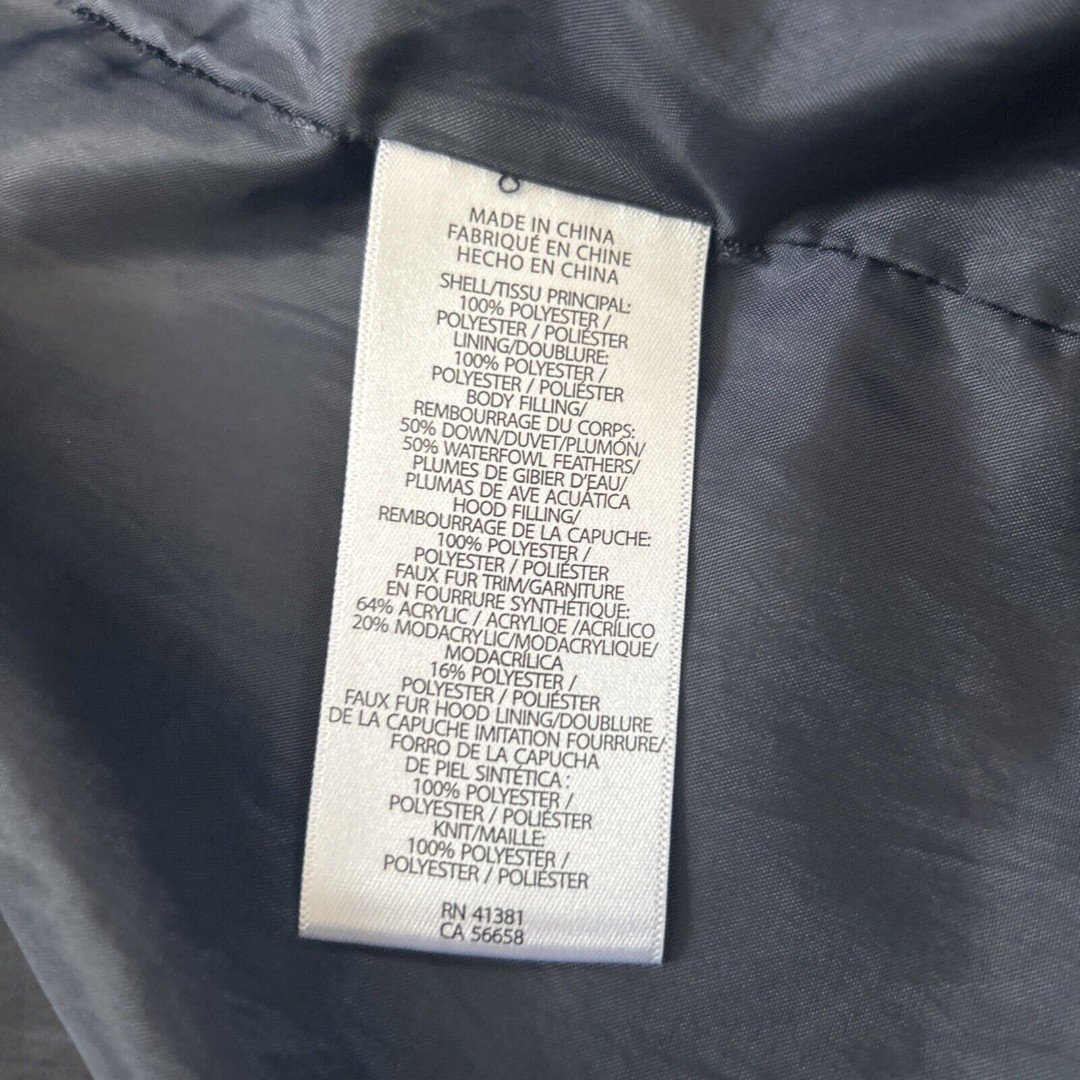 MADE IN CHINA
FABRIQUÉ EN CHINE
HECHO EN CHINA
SHELL/TISSU PRINCIPAL:
100% POLYESTER /
POLYESTER / POLIÉSTER
LINING/DOUBLURE:
100% POLYESTER /
POLYESTER / POLIÉSTER
BODY FILLING/
REMBOURRAGE DU CORPS:
50% DOWN/DUVET/PLUMÓN/
50% WATERFOWL FEATHERS/
PLUMES DE GIBIER D'EAU/
PLUMAS DE AVE ACUÁTICA
HOOD FILLING/
REMBOURRAGE DE LA CAPUCHE:
100% POLYESTER /
POLYESTER / POLIÉSTER
FAUX FUR TRIM/GARNITURE
EN FOURRURE SYNTHÉTIQUE:
64% ACRYLIC / ACRYLIQE /ACRÍLICO
20% MODACRYLIC/MODACRYLIQUE/
MODACRÍLICA
16% POLYESTER /
POLYESTER / POLIÉSTER
FAUX FUR HOOD LINING/DOUBLURE
DE LA CAPUCHE IMITATION FOURRURE/
FORRO DE LA CAPUCHA
DE PIEL SINTÉTICA :
100% POLYESTER /
POLYESTER / POLIÉSTER
KNIT/MAILLE:
100% POLYESTER /
POLYESTER / POLIÉSTER
RN 41381
CA 56658